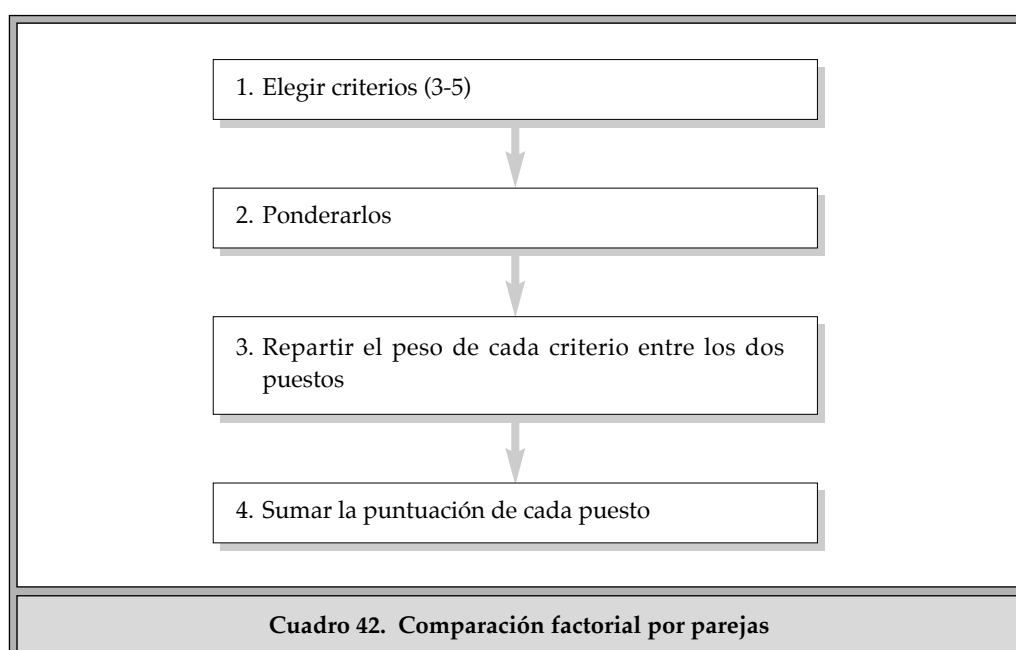 1. Elegir criterios (3-5)
2. Ponderarlos
3. Repartir el peso de cada criterio entre los dos
puestos
4. Sumar la puntuación de cada puesto
Cuadro 42. Comparación factorial por parejas